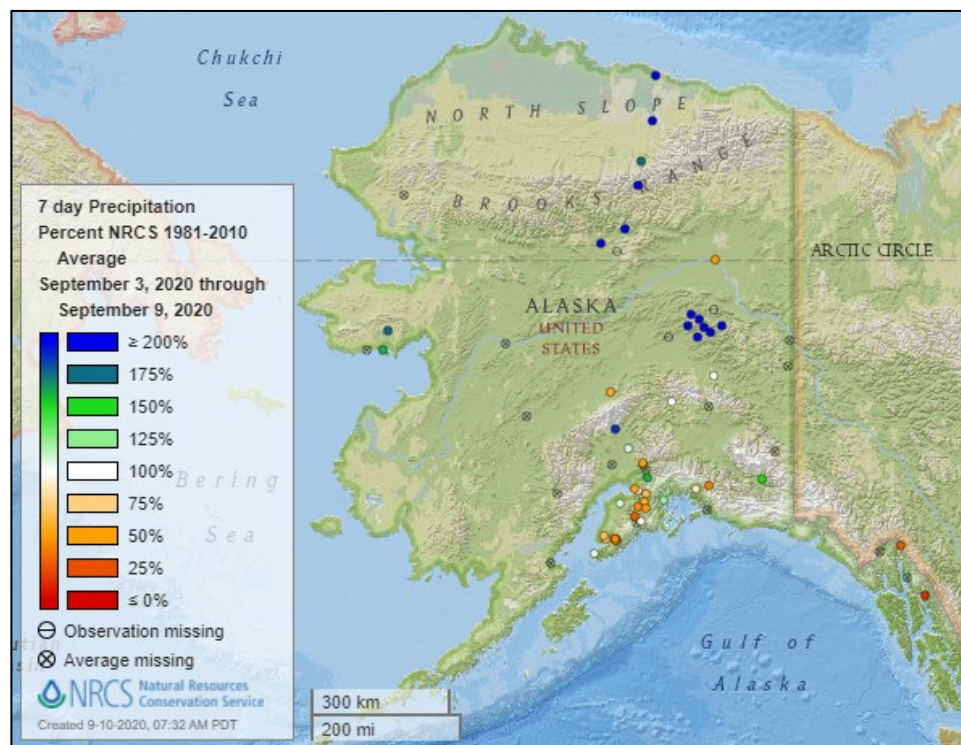 Chukchi
Sea
NORTH SLOPE
BROOKS RANGE
ARCTIC CIRCLE
ALASKA
UNITED
STATES
Bering
Sea
Gulf of
Alaska
7 day Precipitation
Percent NRCS 1981-2010
Average
September 3, 2020 through
September 9, 2020
≥ 200%
175%
150%
125%
100%
75%
50%
25%
≤ 0%
Observation missing
Average missing
NRCS Natural Resources
Conservation Service
Created 9-10-2020, 07:32 AM PDT
300 km
200 mi